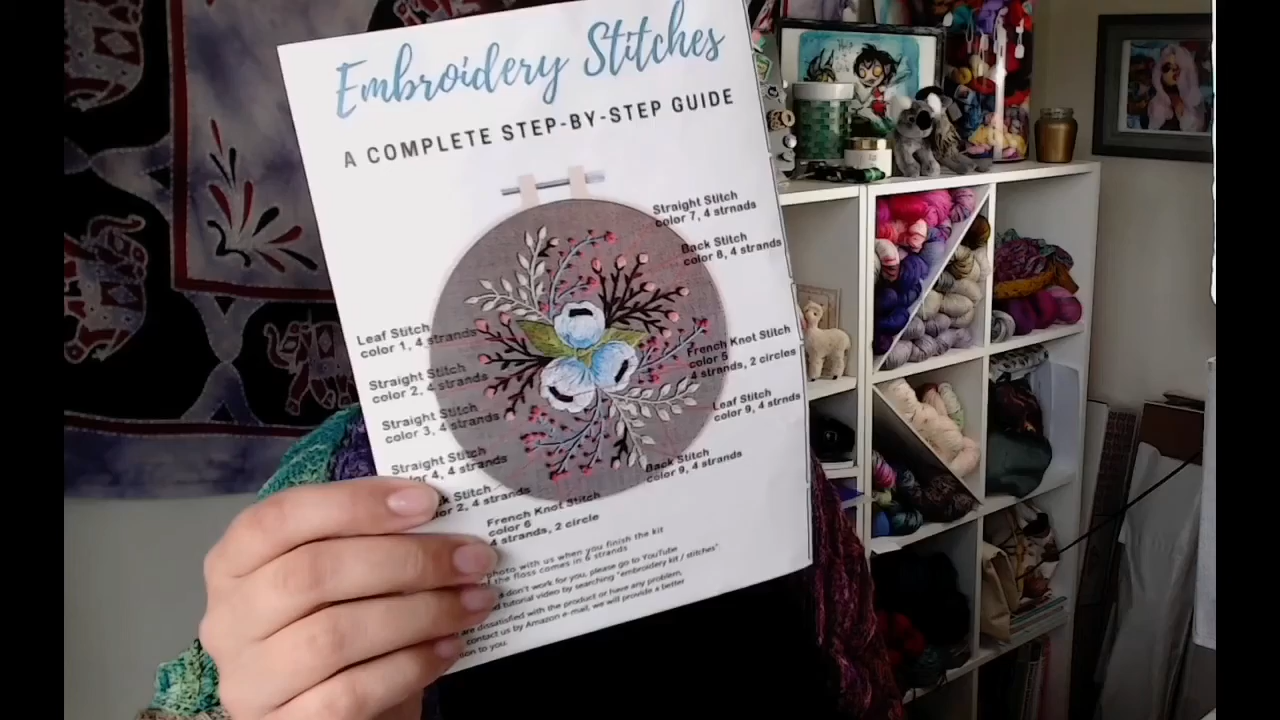 Embroidery Stitches
A COMPLETE STEP-BY-STEP GUIDE
Straight Stitch
color 7, 4 strnads
Back Stitch
color 8, 4 strands
Leaf Stitch
color 1, 4 strands
French Knot Stitch
color 5
4 strands, 2 circles
Straight Stitch
color 2, 4 strands
Leaf Stitch
color 9, 4 strnds
Straight Stitch
color 3, 4 strands
Straight Stitch
4, 4 strands
Back Stitch
color 9, 4 strands
Stitch
2, 4 strands
French Knot Stitch
color 6
4 strands, 2 circle
photo with us when you finish the kit
the floss comes in 6 strands
don't work for you, please go to YouTube
tutorial video by searching "embroidery kit / stitches".
are dissatisfied with the product or have any problem,
contact us by Amazon e-mail, we will provide a better
to you.